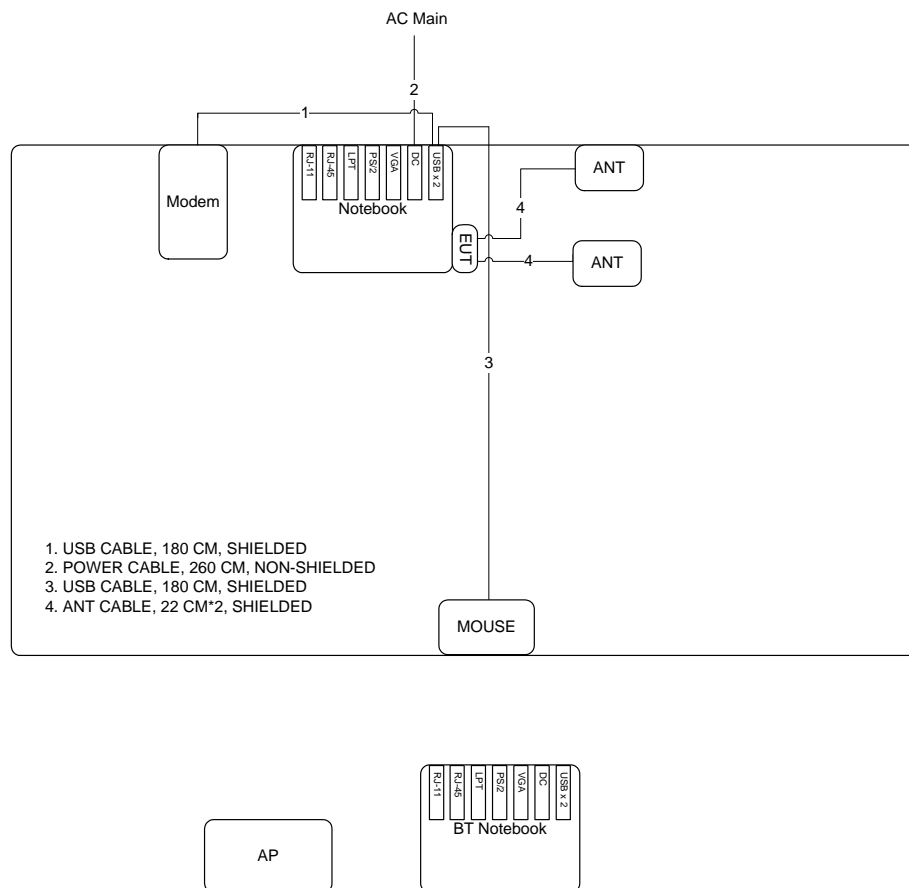 AC Main
2
1
RJ-11
RJ-45
LPT
PS/2
VGA
DC
USB x 2
Modem
Notebook
EUT
ANT
4
ANT
4
3
1. USB CABLE, 180 CM, SHIELDED
2. POWER CABLE, 260 CM, NON-SHIELDED
3. USB CABLE, 180 CM, SHIELDED
4. ANT CABLE, 22 CM*2, SHIELDED
MOUSE
RJ-11
RJ-45
LPT
PS/2
VGA
DC
USB x 2
BT Notebook
AP